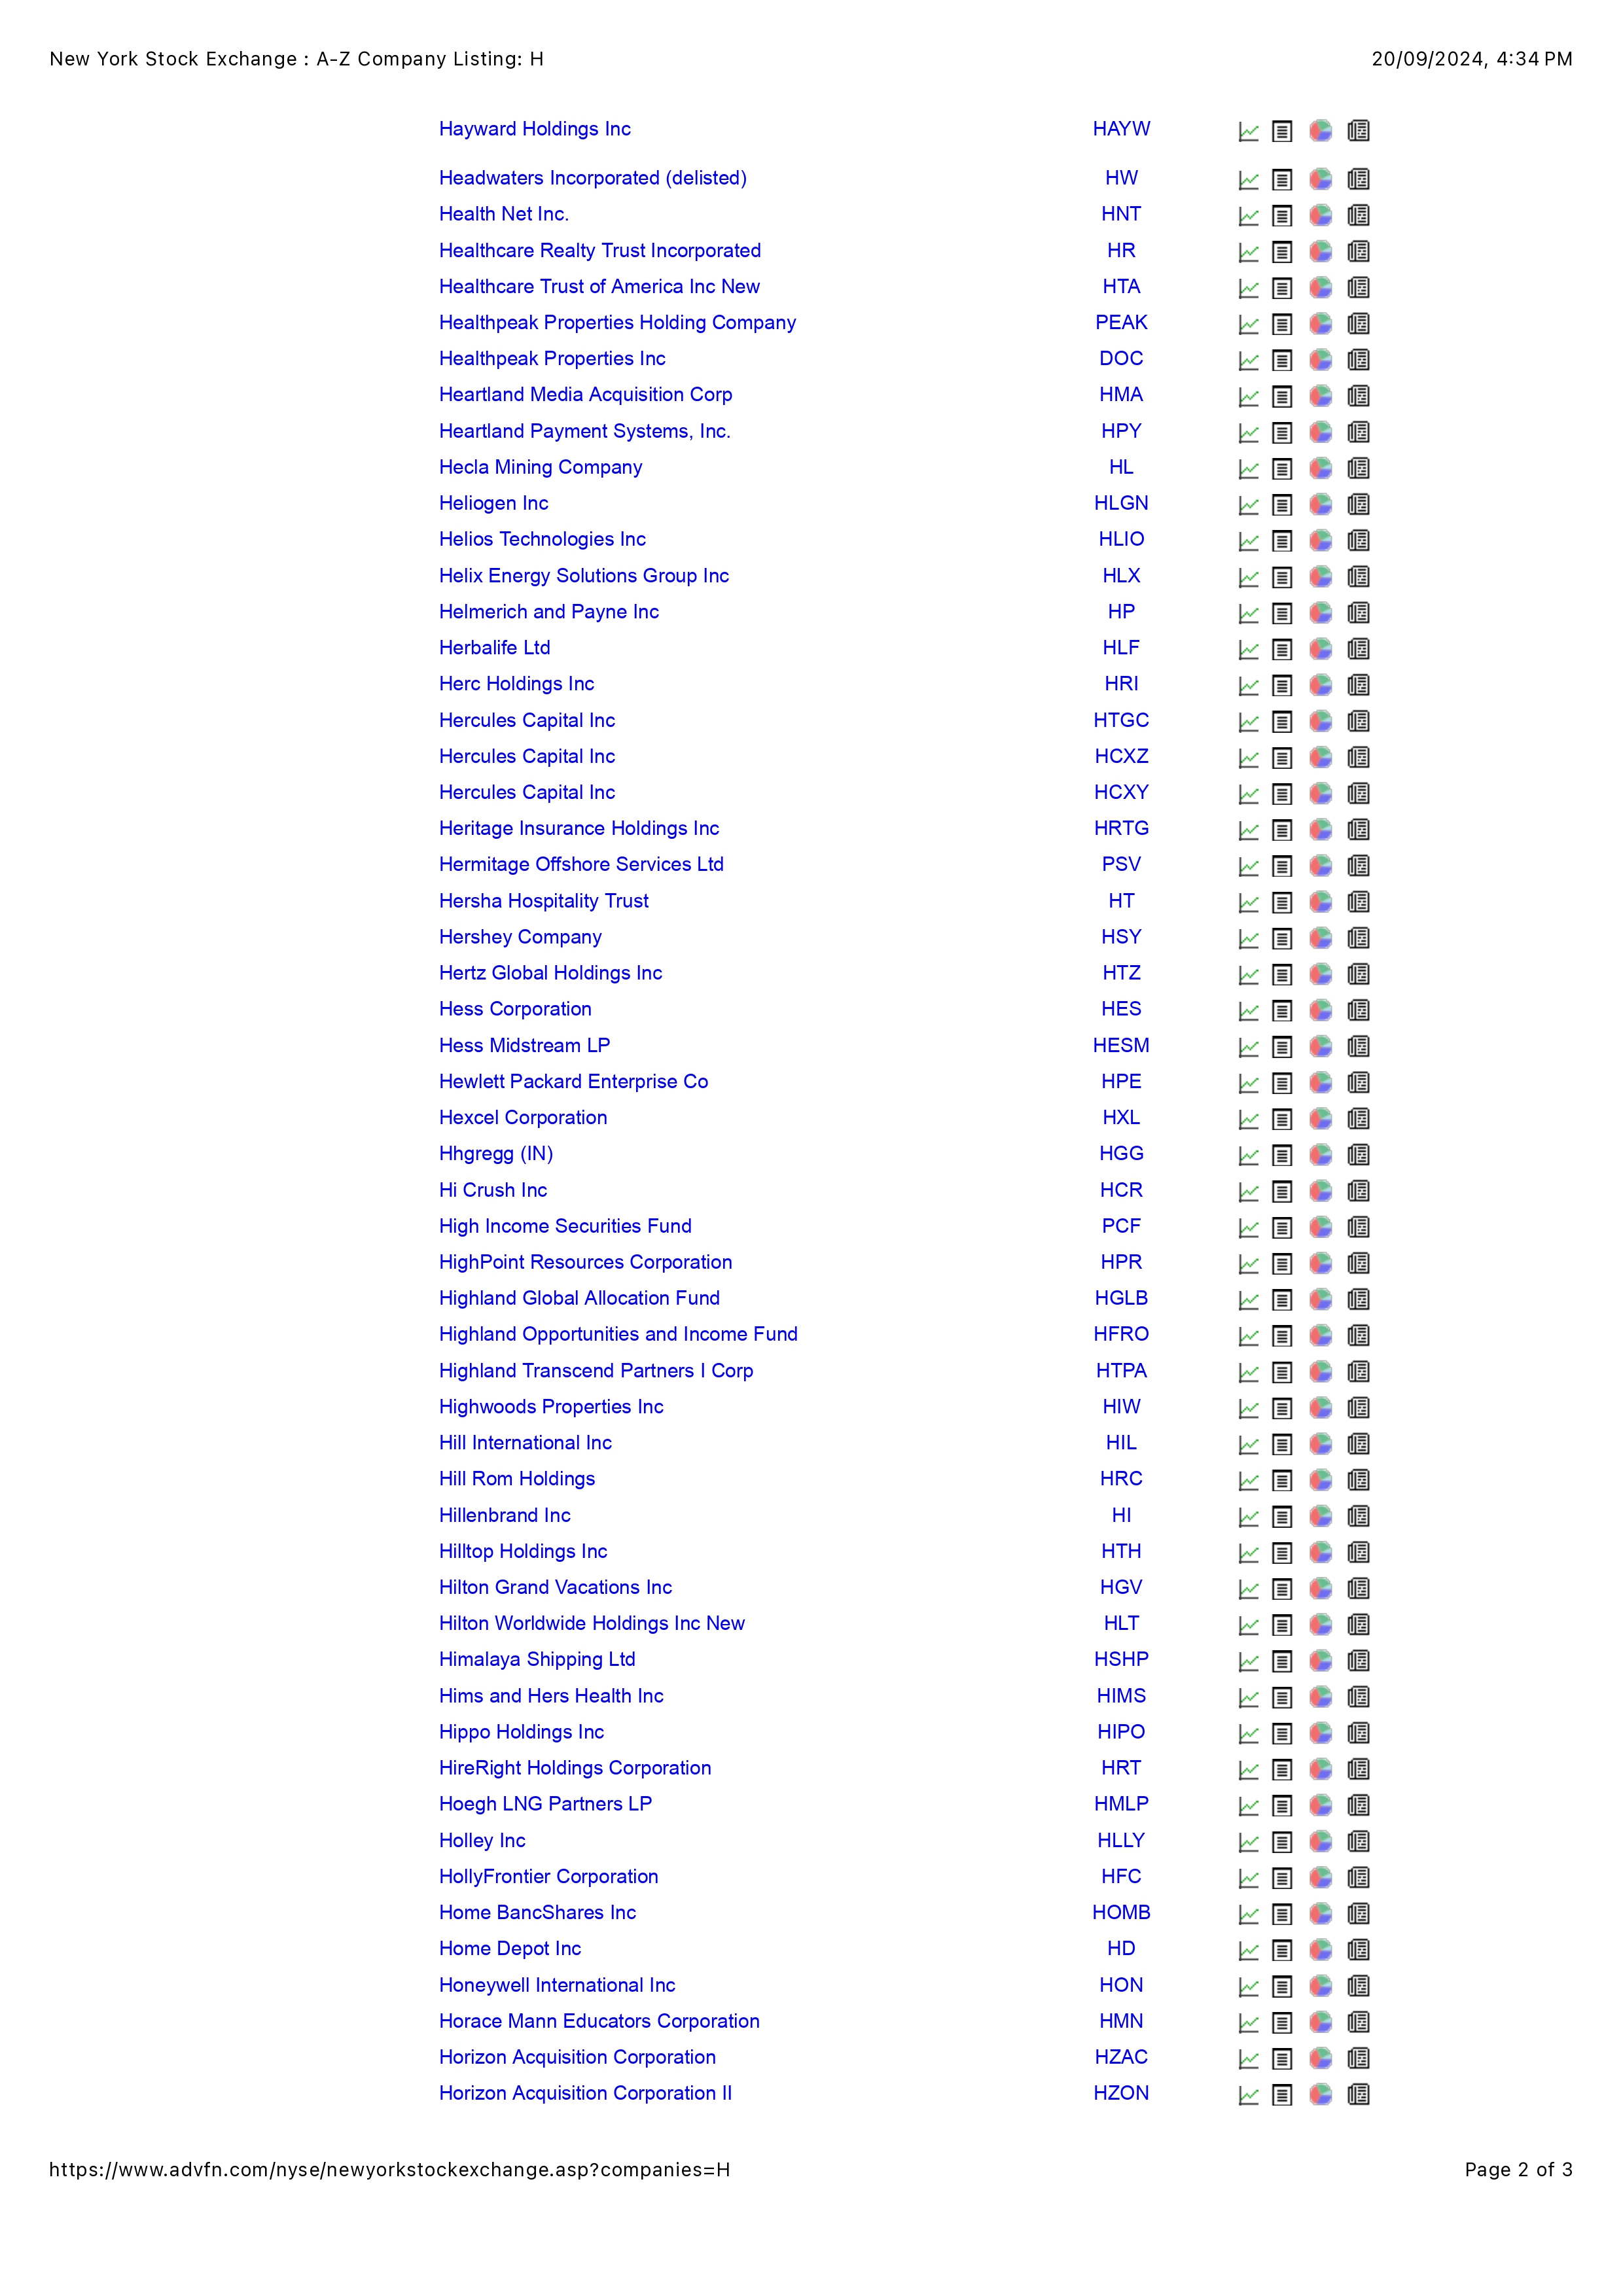 New York Stock Exchange : A-Z Company Listing: H 20/09/2024, 4:34 PM
Hayward Holdings Inc HAYW
Headwaters Incorporated (delisted) HW
Health Net Inc. HNT
Healthcare Realty Trust Incorporated HR
Healthcare Trust of America Inc New HTA
Healthpeak Properties Holding Company PEAK
Healthpeak Properties Inc DOC
Heartland Media Acquisition Corp HMA
Heartland Payment Systems, Inc. HPY
Hecla Mining Company HL
Heliogen Inc HLGN
Helios Technologies Inc HLIO
Helix Energy Solutions Group Inc HLX
Helmerich and Payne Inc HP
Herbalife Ltd HLF
Herc Holdings Inc HRI
Hercules Capital Inc HTGC
Hercules Capital Inc HCXZ
Hercules Capital Inc HCXY
Heritage Insurance Holdings Inc HRTG
Hermitage Offshore Services Ltd PSV
Hersha Hospitality Trust HT
Hershey Company HSY
Hertz Global Holdings Inc HTZ
Hess Corporation HES
Hess Midstream LP HESM
Hewlett Packard Enterprise Co HPE
Hexcel Corporation HXL
Hhgregg (IN) HGG
Hi Crush Inc HCR
High Income Securities Fund PCF
HighPoint Resources Corporation HPR
Highland Global Allocation Fund HGLB
Highland Opportunities and Income Fund HFRO
Highland Transcend Partners I Corp HTPA
Highwoods Properties Inc HIW
Hill International Inc HIL
Hill Rom Holdings HRC
Hillenbrand Inc HI
Hilltop Holdings Inc HTH
Hilton Grand Vacations Inc HGV
Hilton Worldwide Holdings Inc New HLT
Himalaya Shipping Ltd HSHP
Hims and Hers Health Inc HIMS
Hippo Holdings Inc HIPO
HireRight Holdings Corporation HRT
Hoegh LNG Partners LP HMLP
Holley Inc HLLY
HollyFrontier Corporation HFC
Home BancShares Inc HOMB
Home Depot Inc HD
Honeywell International Inc HON
Horace Mann Educators Corporation HMN
Horizon Acquisition Corporation HZAC
Horizon Acquisition Corporation II HZON
https://www.advfn.com/nyse/newyorkstockexchange.asp?companies=H Page 2 of 3